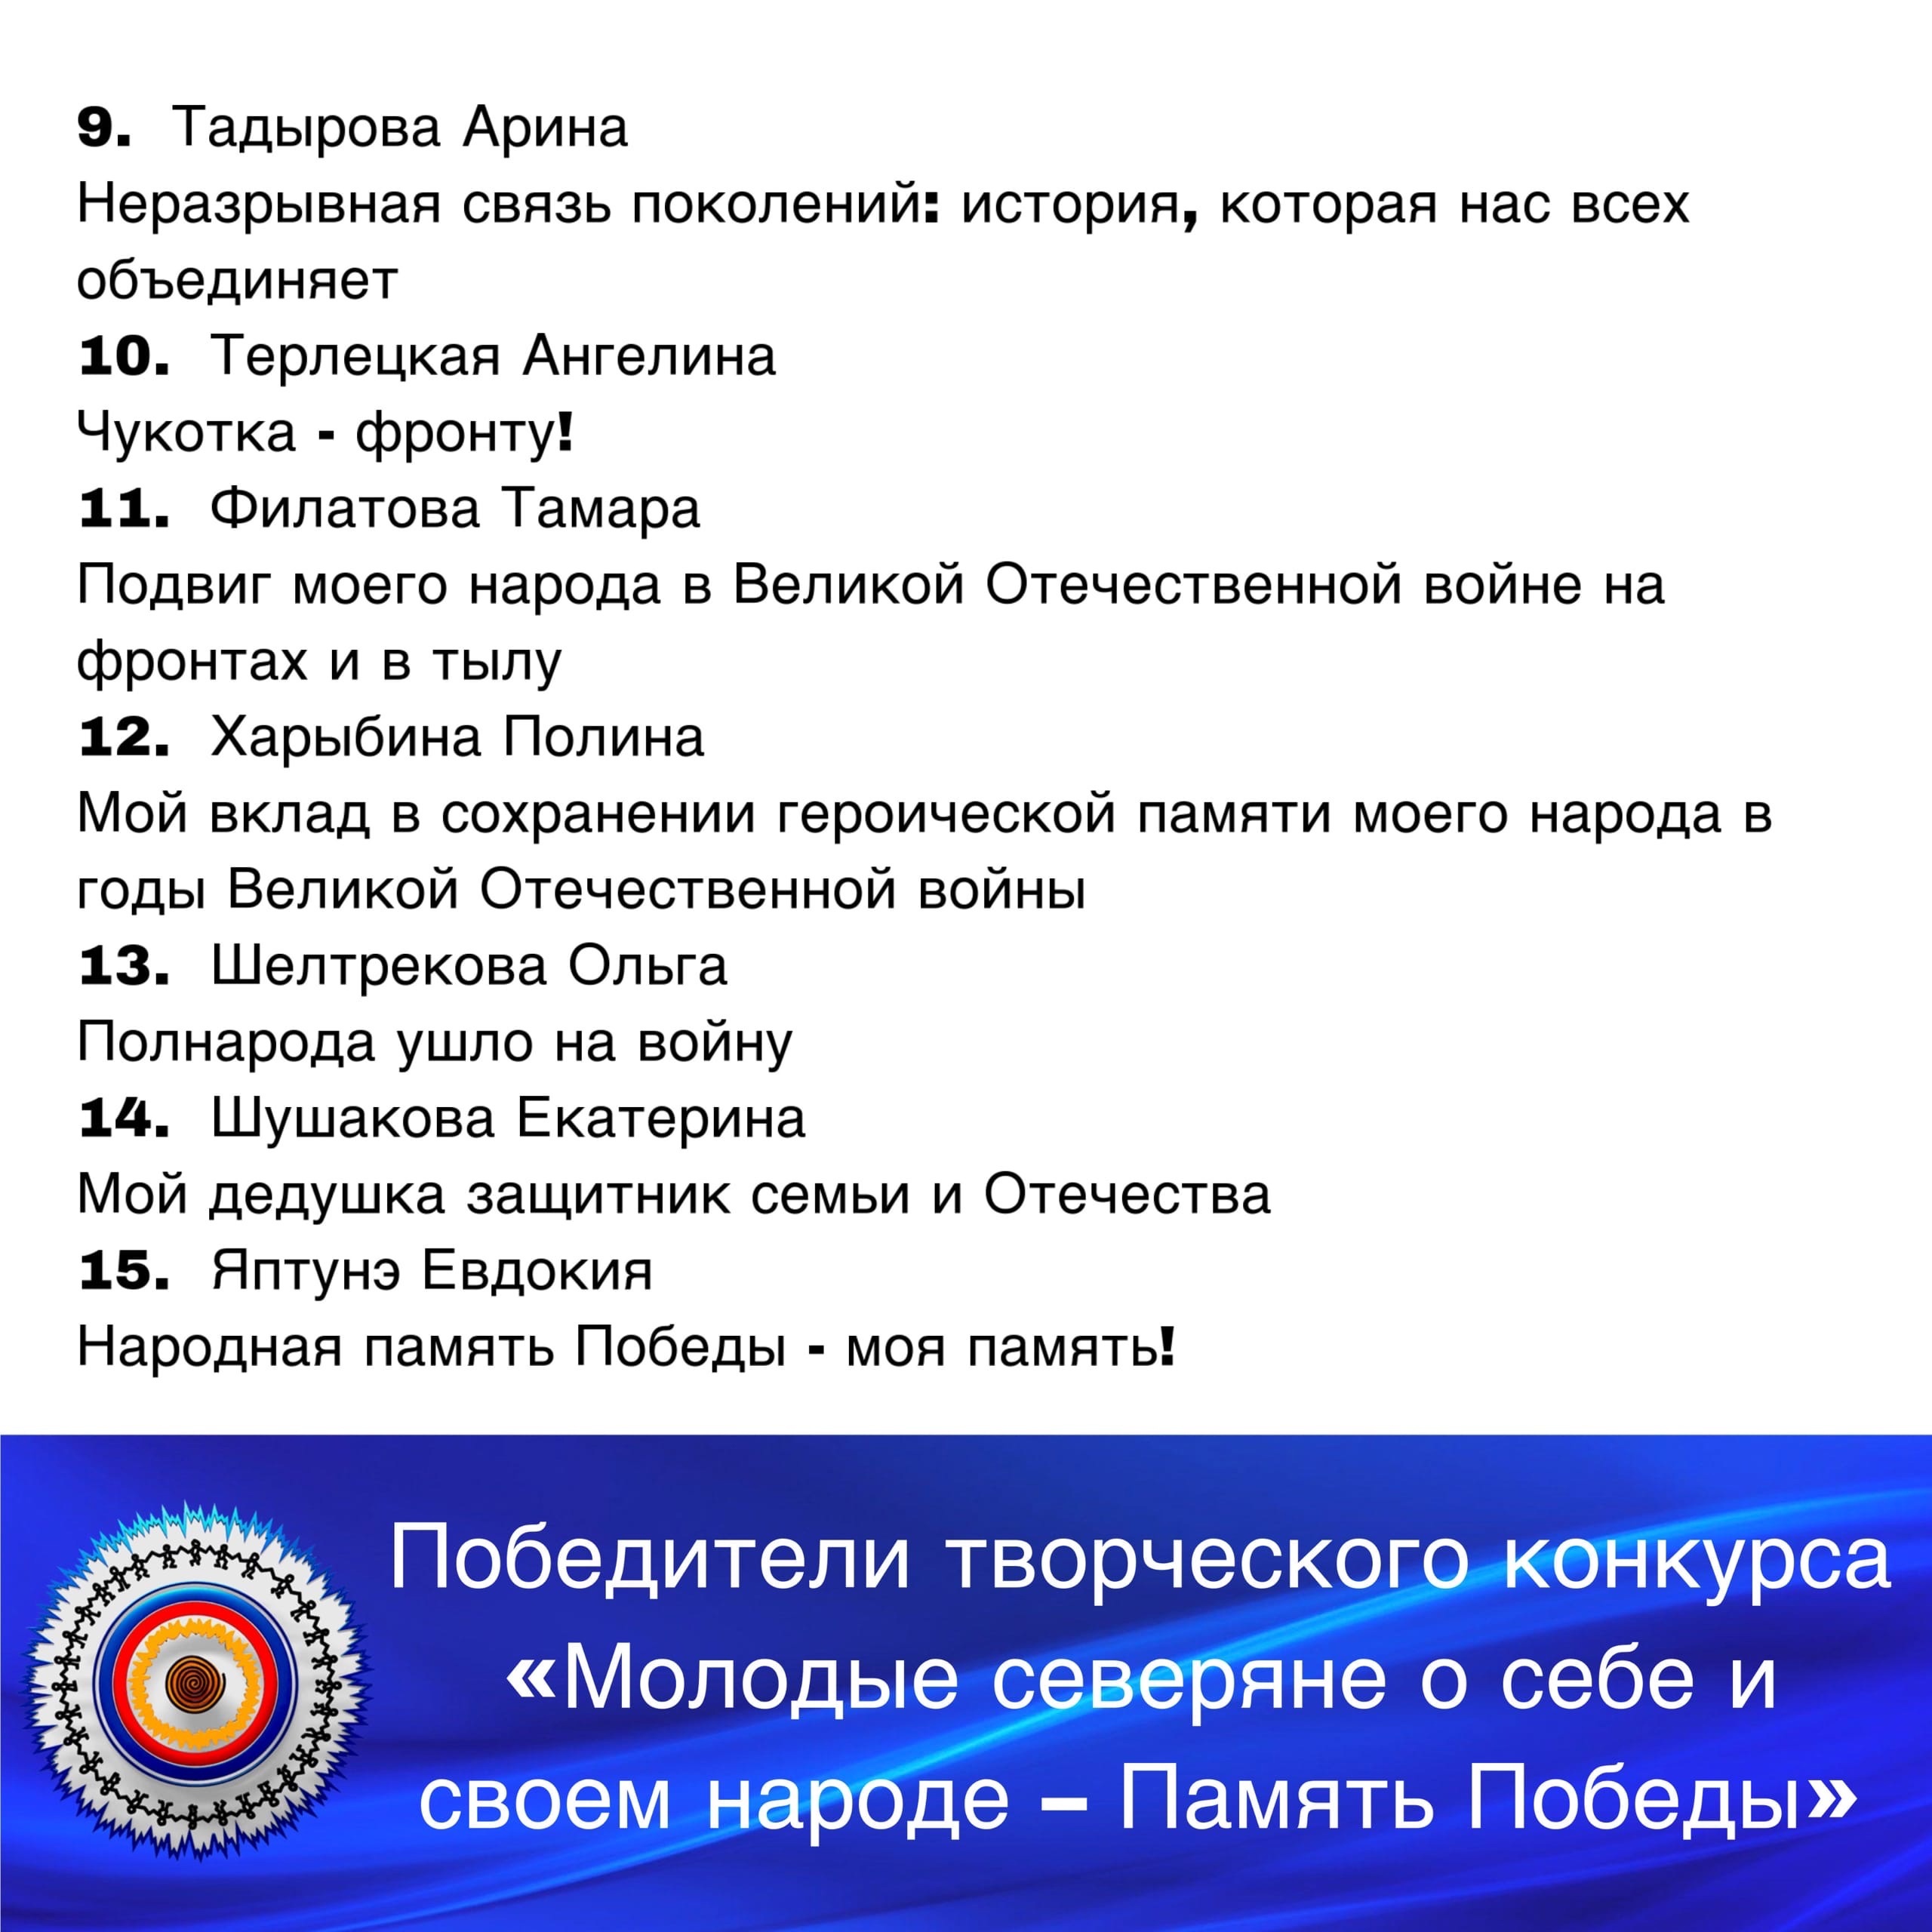 9. Тадырова Арина
Неразрывная связь поколений: история, которая нас всех
объединяет
10. Терлецкая Ангелина
Чукотка - фронту!
11. Филатова Тамара
Подвиг моего народа в Великой Отечественной войне на
фронтах и в тылу
12. Харыбина Полина
Мой вклад в сохранении героической памяти моего народа в
годы Великой Отечественной войны
13. Шелтрекова Ольга
Полнарода ушло на войну
14. Шушакова Екатерина
Мой дедушка защитник семьи и Отечества
15. Яптунэ Евдокия
Народная память Победы - моя память!
Победители творческого конкурса
«Молодые северяне о себе и
своем народе – Память Победы»